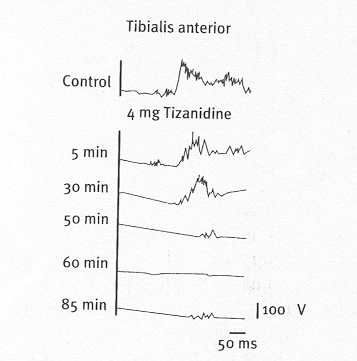 Tibialis anterior
Control
4 mg Tizanidine
5 min
30 min
50 min
60 min
85 min
100 V
50 ms